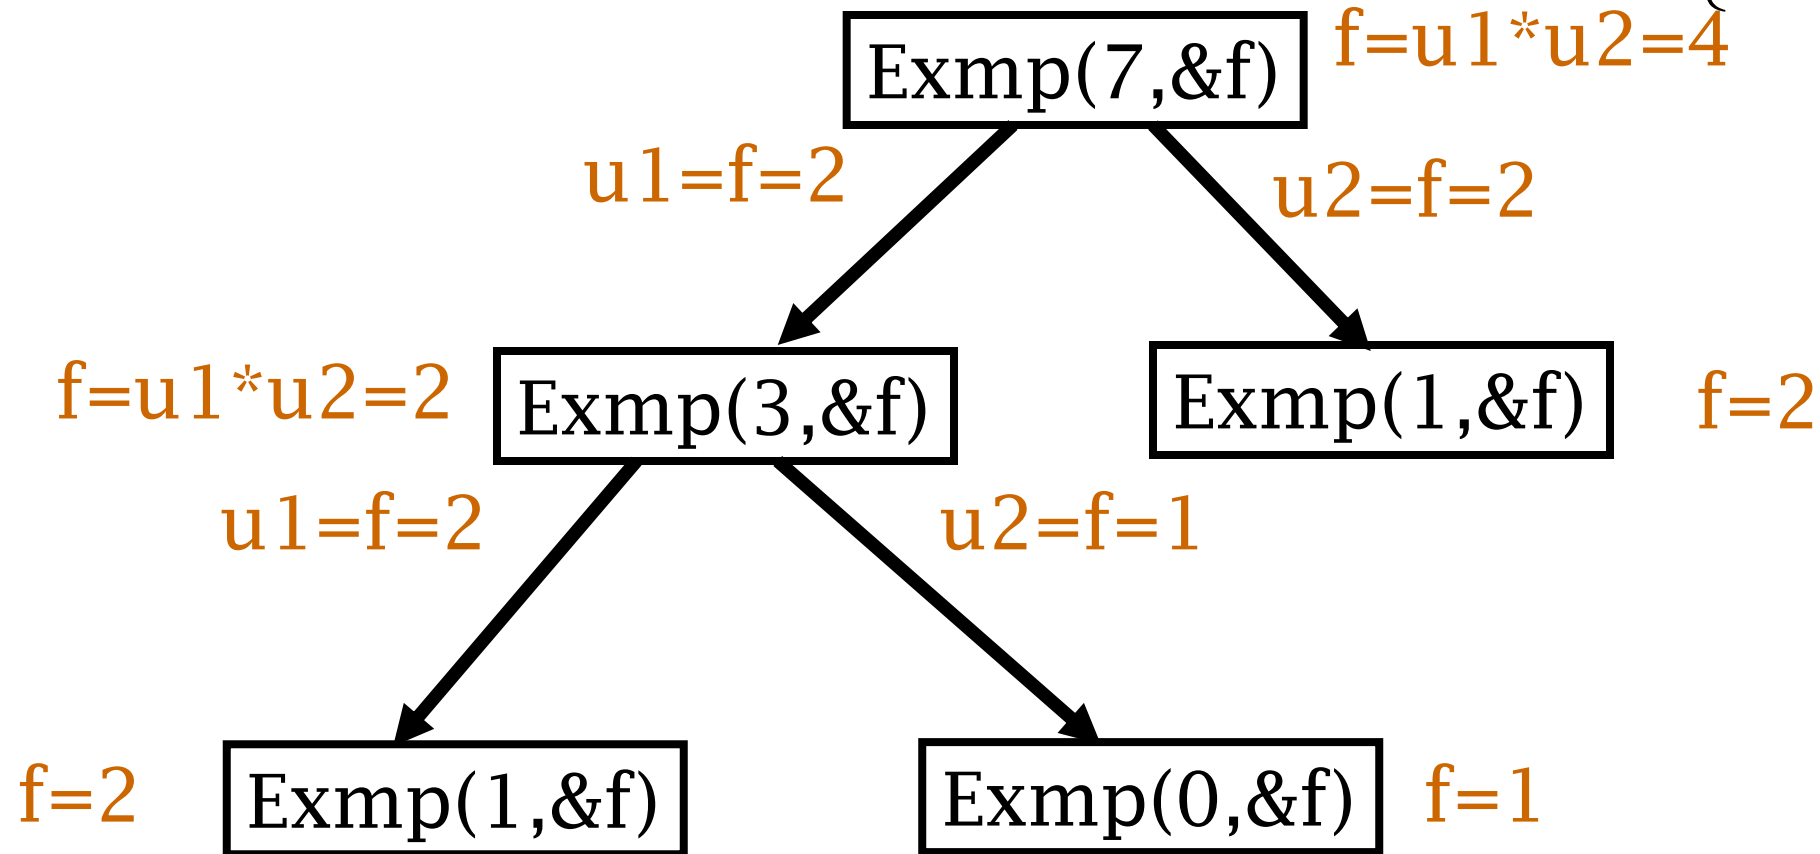 Exmp(7,&f) f=u1*u2=4
u1=f=2 u2=f=2
f=u1*u2=2 Exmp(3,&f) Exmp(1,&f) f=2
u1=f=2 u2=f=1
f=2 Exmp(1,&f) Exmp(0,&f) f=1